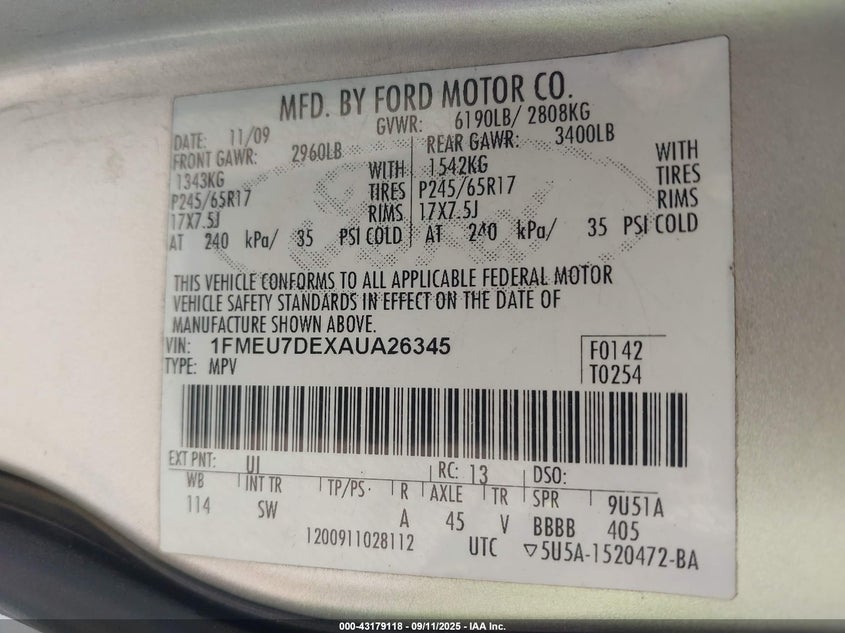 MFD. BY FORD MOTOR CO.
DATE: 11/09 GVWR: 6190LB/ 2808KG
FRONT GAWR: 2960LB REAR GAWR: 3400LB
1343KG WITH 1542KG WITH
P245/65R17 TIRES P245/65R17 TIRES
17X7.5J RIMS 17X7.5J RIMS
AT 240 kPa/ 35 PSI COLD AT 240 kPa/ 35 PSI COLD
THIS VEHICLE CONFORMS TO ALL APPLICABLE FEDERAL MOTOR
VEHICLE SAFETY STANDARDS IN EFFECT ON THE DATE OF
MANUFACTURE SHOWN ABOVE.
VIN: 1FMEU7DEXAUA26345 F0142
TYPE: MPV T0254
EXT PNT: UI RC: 13 DSO:
WB INT TR TP/PS R AXLE TR SPR 9U51A
114 SW A 45 V BBBB 405
1200911028112 UTC ▽5U5A-1520472-BA
000-43179118 - 09/11/2025 - IAA Inc.